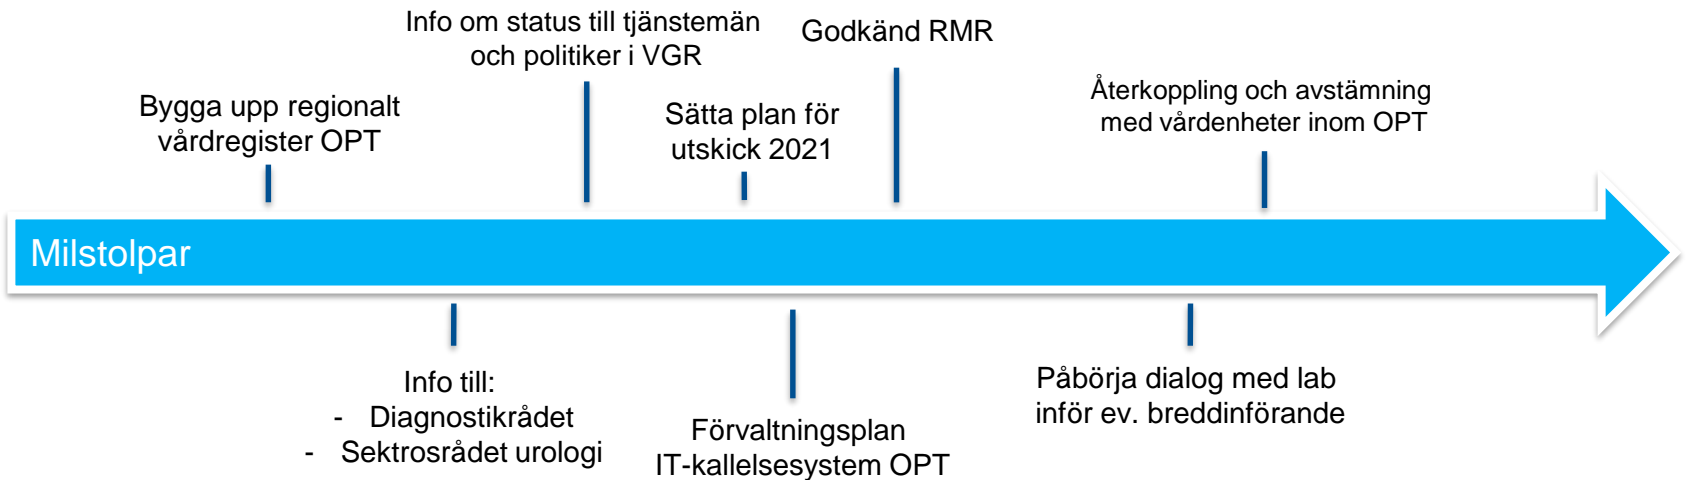 Info om status till tjänstemän
och politiker i VGR
Godkänd RMR
Bygga upp regionalt
vårdregister OPT
Sätta plan för
utskick 2021
Återkoppling och avstämning
med vårdenheter inom OPT
Milstolpar
Info till:
- Diagnostikrådet
- Sektrosrådet urologi
Förvaltningsplan
IT-kallelsesystem OPT
Påbörja dialog med lab
inför ev. breddinförande